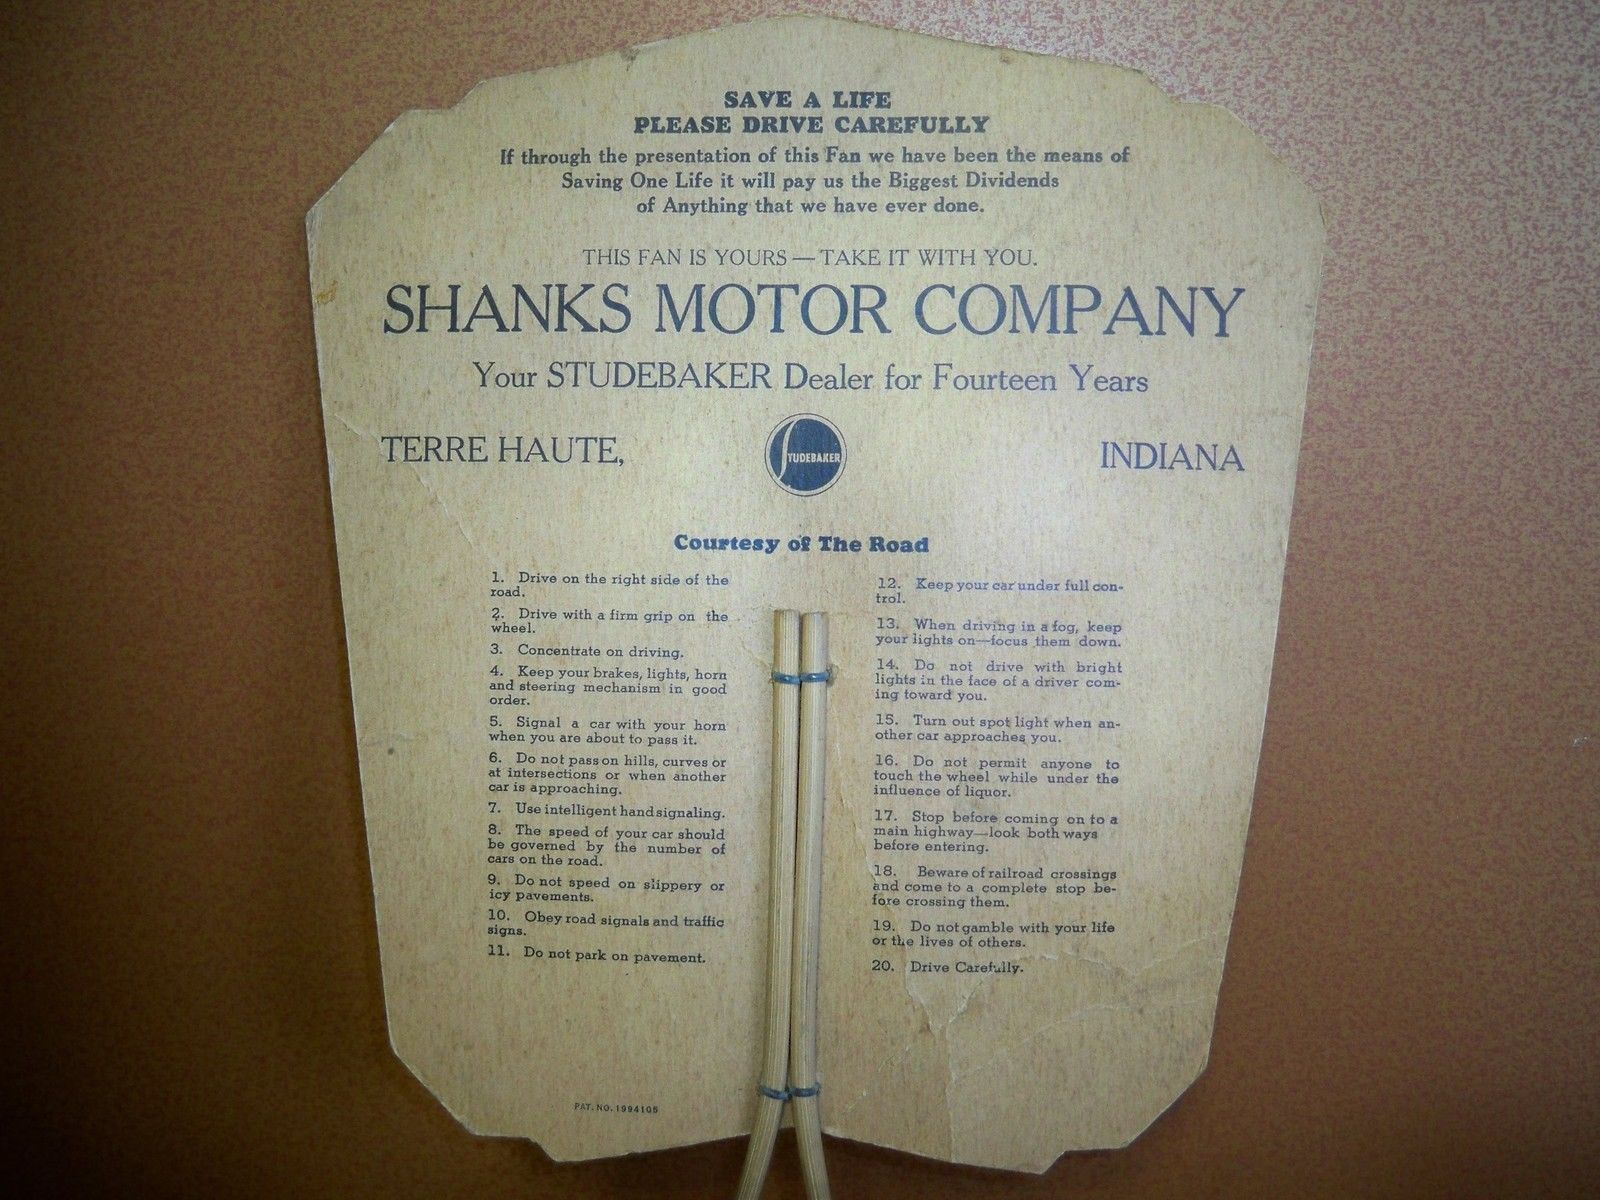 SAVE A LIFE
PLEASE DRIVE CAREFULLY
If through the presentation of this Fan we have been the means of
Saving One Life it will pay us the Biggest Dividends
of Anything that we have ever done.
THIS FAN IS YOURS — TAKE IT WITH YOU.
SHANKS MOTOR COMPANY
Your STUDEBAKER Dealer for Fourteen Years
TERRE HAUTE,
STUDEBAKER
INDIANA
Courtesy of The Road
1. Drive on the right side of the
road.
2. Drive with a firm grip on the
wheel.
3. Concentrate on driving.
4. Keep your brakes, lights, horn
and steering mechanism in good
order.
5. Signal a car with your horn
when you are about to pass it.
6. Do not pass on hills, curves or
at intersections or when another
car is approaching.
7. Use intelligent hand signaling.
8. The speed of your car should
be governed by the number of
cars on the road.
9. Do not speed on slippery or
icy pavements.
10. Obey road signals and traffic
signs.
11. Do not park on pavement.
12. Keep your car under full con-
trol.
13. When driving in a fog, keep
your lights on—focus them down.
14. Do not drive with bright
lights in the face of a driver com-
ing toward you.
15. Turn out spot light when an-
other car approaches you.
16. Do not permit anyone to
touch the wheel while under the
influence of liquor.
17. Stop before coming on to a
main highway—look both ways
before entering.
18. Beware of railroad crossings
and come to a complete stop be-
fore crossing them.
19. Do not gamble with your life
or the lives of others.
20. Drive Carefully.
PAT. NO. 1994105